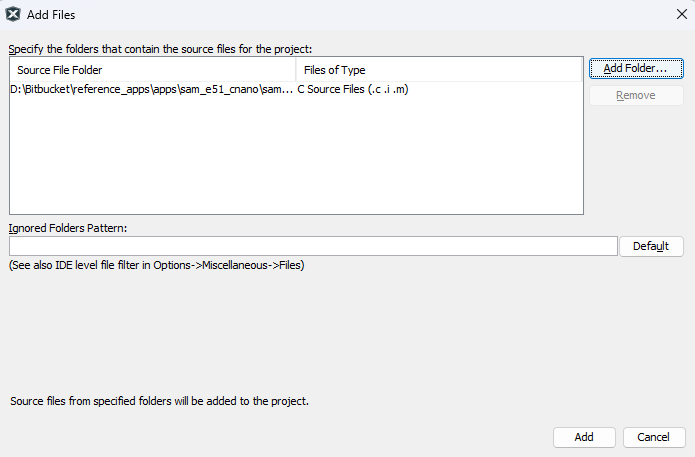 Add Files
Specify the folders that contain the source files for the project:
Source File Folder Files of Type Add Folder...
D:\Bitbucket\reference_apps\apps\sam_e51_cnano\sam... C Source Files (.c .i .m) Remove
Ignored Folders Pattern:
Default
(See also IDE level file filter in Options->Miscellaneous->Files)
Source files from specified folders will be added to the project.
Add Cancel